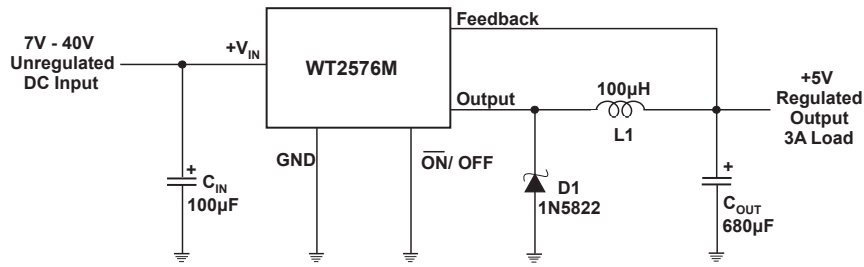 7V - 40V
Unregulated
DC Input
+VIN
WT2576M
Feedback
Output
GND
ON/ OFF
CIN
100µF
100µH
L1
D1
1N5822
+5V
Regulated
Output
3A Load
COUT
680µF
+
+